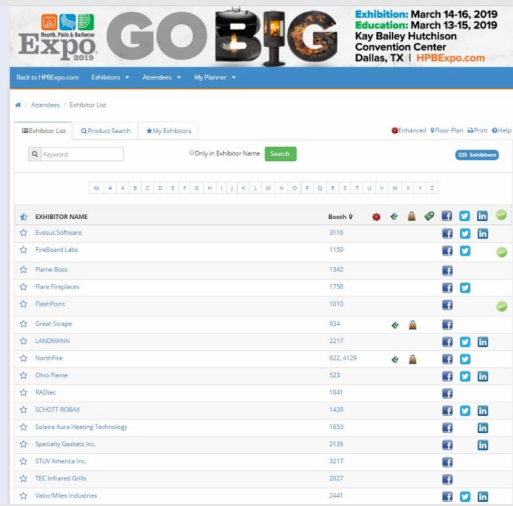 Hearth, Patio & Barbecue
Expo
2019
GO BIG
Exhibition: March 14-16, 2019
Education: March 13-15, 2019
Kay Bailey Hutchison
Convention Center
Dallas, TX | HPBExpo.com
Back to HPBExpo.com Exhibitors Attendees My Planner
/ Attendees / Exhibitor List
Exhibitor List Product Search My Exhibitors Enhanced Floor Plan Print Help
Keyword Only in Exhibitor Name Search 225 Exhibitors
All # A B C D E F G H I J K L M N O P Q R S T U V W X Y Z
EXHIBITOR NAME Booth
Evosus Software 3116
FireBoard Labs 1159
Flame Boss 1342
Flare Fireplaces 1758
FlashPoint 1010
Great Scrape 934
LANDMANN 2217
NorthFire 622, 4129
Ohio Flame 523
RADtec 1641
SCHOTT ROBAX 1429
Solaira Aura Heating Technology 1653
Specialty Gaskets Inc. 2135
STUV America Inc. 3217
TEC Infrared Grills 2027
Valor/Miles Industries 2441